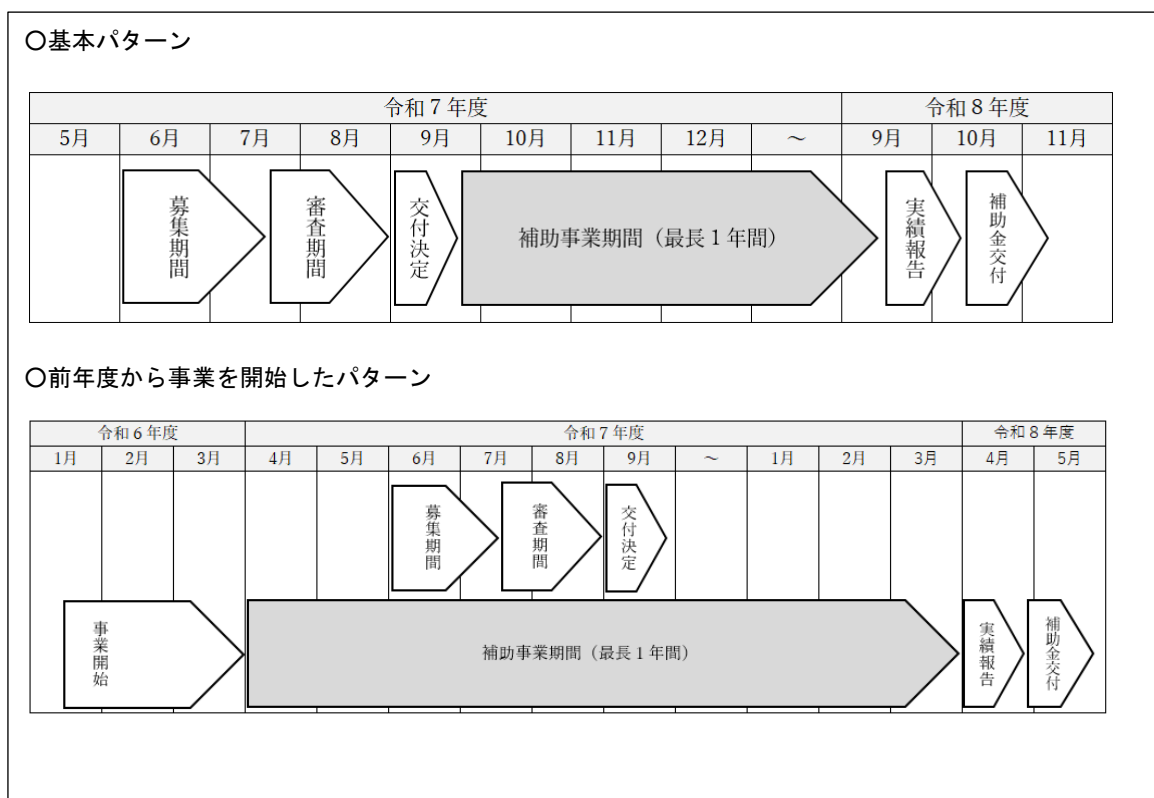 〇基本パターン
令和７年度 令和８年度
5月 6月 7月 8月 9月 10月 11月 12月 ～ 9月 10月 11月
募集期間
審査期間
交付決定
補助事業期間（最長１年間）
実績報告
補助金交付
〇前年度から事業を開始したパターン
令和６年度 令和７年度 令和８年度
1月 2月 3月 4月 5月 6月 7月 8月 9月 ～ 1月 2月 3月 4月 5月
募集期間
審査期間
交付決定
事業開始
補助事業期間（最長１年間）
実績報告
補助金交付